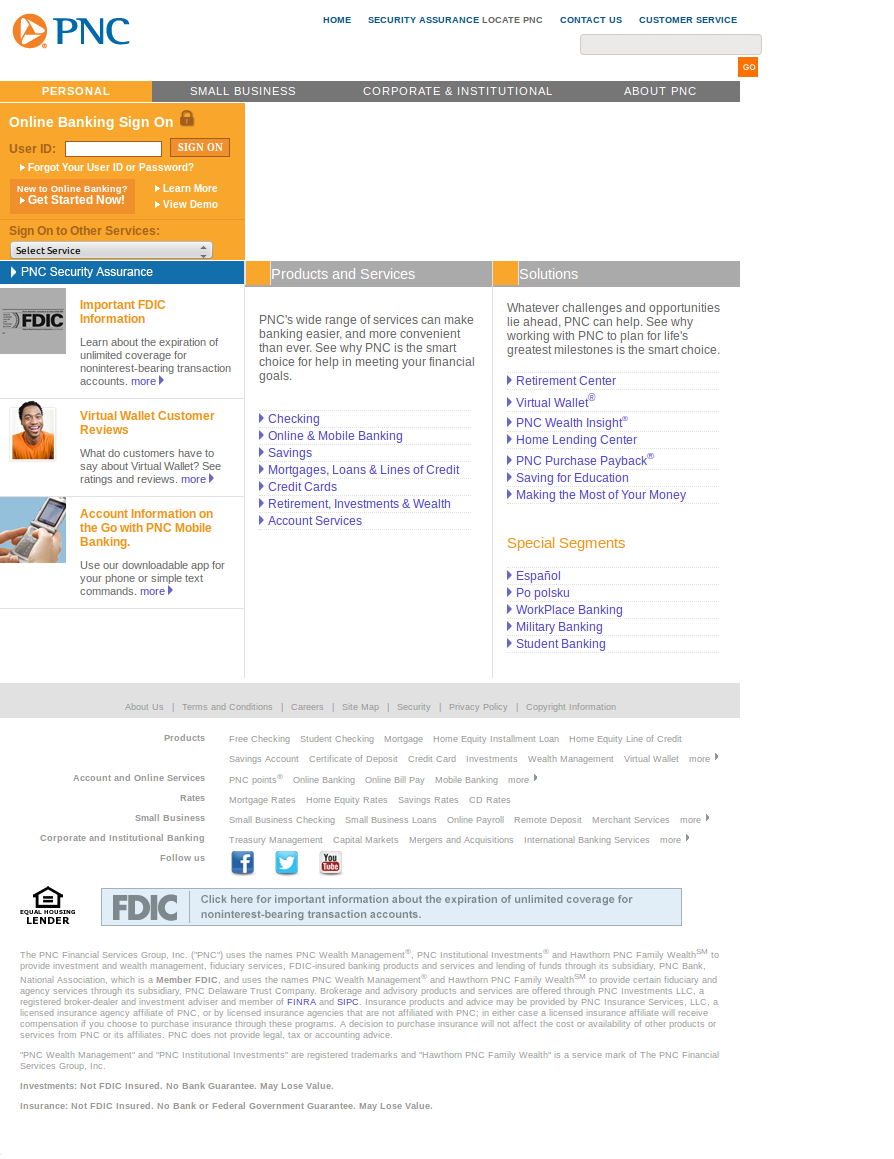 PNC
HOME SECURITY ASSURANCE LOCATE PNC CONTACT US CUSTOMER SERVICE
GO
PERSONAL SMALL BUSINESS CORPORATE & INSTITUTIONAL ABOUT PNC
Online Banking Sign On
User ID: SIGN ON
Forgot Your User ID or Password?
New to Online Banking?
Get Started Now!
Learn More
View Demo
Sign On to Other Services:
Select Service
PNC Security Assurance
FDIC
Important FDIC
Information
Learn about the expiration of
unlimited coverage for
noninterest-bearing transaction
accounts. more
Virtual Wallet Customer
Reviews
What do customers have to
say about Virtual Wallet? See
ratings and reviews. more
Account Information on
the Go with PNC Mobile
Banking.
Use our downloadable app for
your phone or simple text
commands. more
Products and Services
PNC's wide range of services can make
banking easier, and more convenient
than ever. See why PNC is the smart
choice for help in meeting your financial
goals.
Checking
Online & Mobile Banking
Savings
Mortgages, Loans & Lines of Credit
Credit Cards
Retirement, Investments & Wealth
Account Services
Solutions
Whatever challenges and opportunities
lie ahead, PNC can help. See why
working with PNC to plan for life's
greatest milestones is the smart choice.
Retirement Center
Virtual Wallet®
PNC Wealth Insight®
Home Lending Center
PNC Purchase Payback®
Saving for Education
Making the Most of Your Money
Special Segments
Español
Po polsku
WorkPlace Banking
Military Banking
Student Banking
About Us | Terms and Conditions | Careers | Site Map | Security | Privacy Policy | Copyright Information
Products Free Checking Student Checking Mortgage Home Equity Installment Loan Home Equity Line of Credit
Savings Account Certificate of Deposit Credit Card Investments Wealth Management Virtual Wallet more
Account and Online Services PNC points® Online Banking Online Bill Pay Mobile Banking more
Rates Mortgage Rates Home Equity Rates Savings Rates CD Rates
Small Business Small Business Checking Small Business Loans Online Payroll Remote Deposit Merchant Services more
Corporate and Institutional Banking Treasury Management Capital Markets Mergers and Acquisitions International Banking Services more
Follow us You Tube
EQUAL HOUSING
LENDER
FDIC Click here for important information about the expiration of unlimited coverage for
noninterest-bearing transaction accounts.
The PNC Financial Services Group, Inc. ("PNC") uses the names PNC Wealth Management®, PNC Institutional Investments® and Hawthorn PNC Family WealthSM to
provide investment and wealth management, fiduciary services, FDIC-insured banking products and services and lending of funds through its subsidiary, PNC Bank,
National Association, which is a Member FDIC, and uses the names PNC Wealth Management® and Hawthorn PNC Family WealthSM to provide certain fiduciary and
agency services through its subsidiary, PNC Delaware Trust Company. Brokerage and advisory products and services are offered through PNC Investments LLC, a
registered broker-dealer and investment adviser and member of FINRA and SIPC. Insurance products and advice may be provided by PNC Insurance Services, LLC, a
licensed insurance agency affiliate of PNC, or by licensed insurance agencies that are not affiliated with PNC; in either case a licensed insurance affiliate will receive
compensation if you choose to purchase insurance through these programs. A decision to purchase insurance will not affect the cost or availability of other products or
services from PNC or its affiliates. PNC does not provide legal, tax or accounting advice.
"PNC Wealth Management" and "PNC Institutional Investments" are registered trademarks and "Hawthorn PNC Family Wealth" is a service mark of The PNC Financial
Services Group, Inc.
Investments: Not FDIC Insured. No Bank Guarantee. May Lose Value.
Insurance: Not FDIC Insured. No Bank or Federal Government Guarantee. May Lose Value.